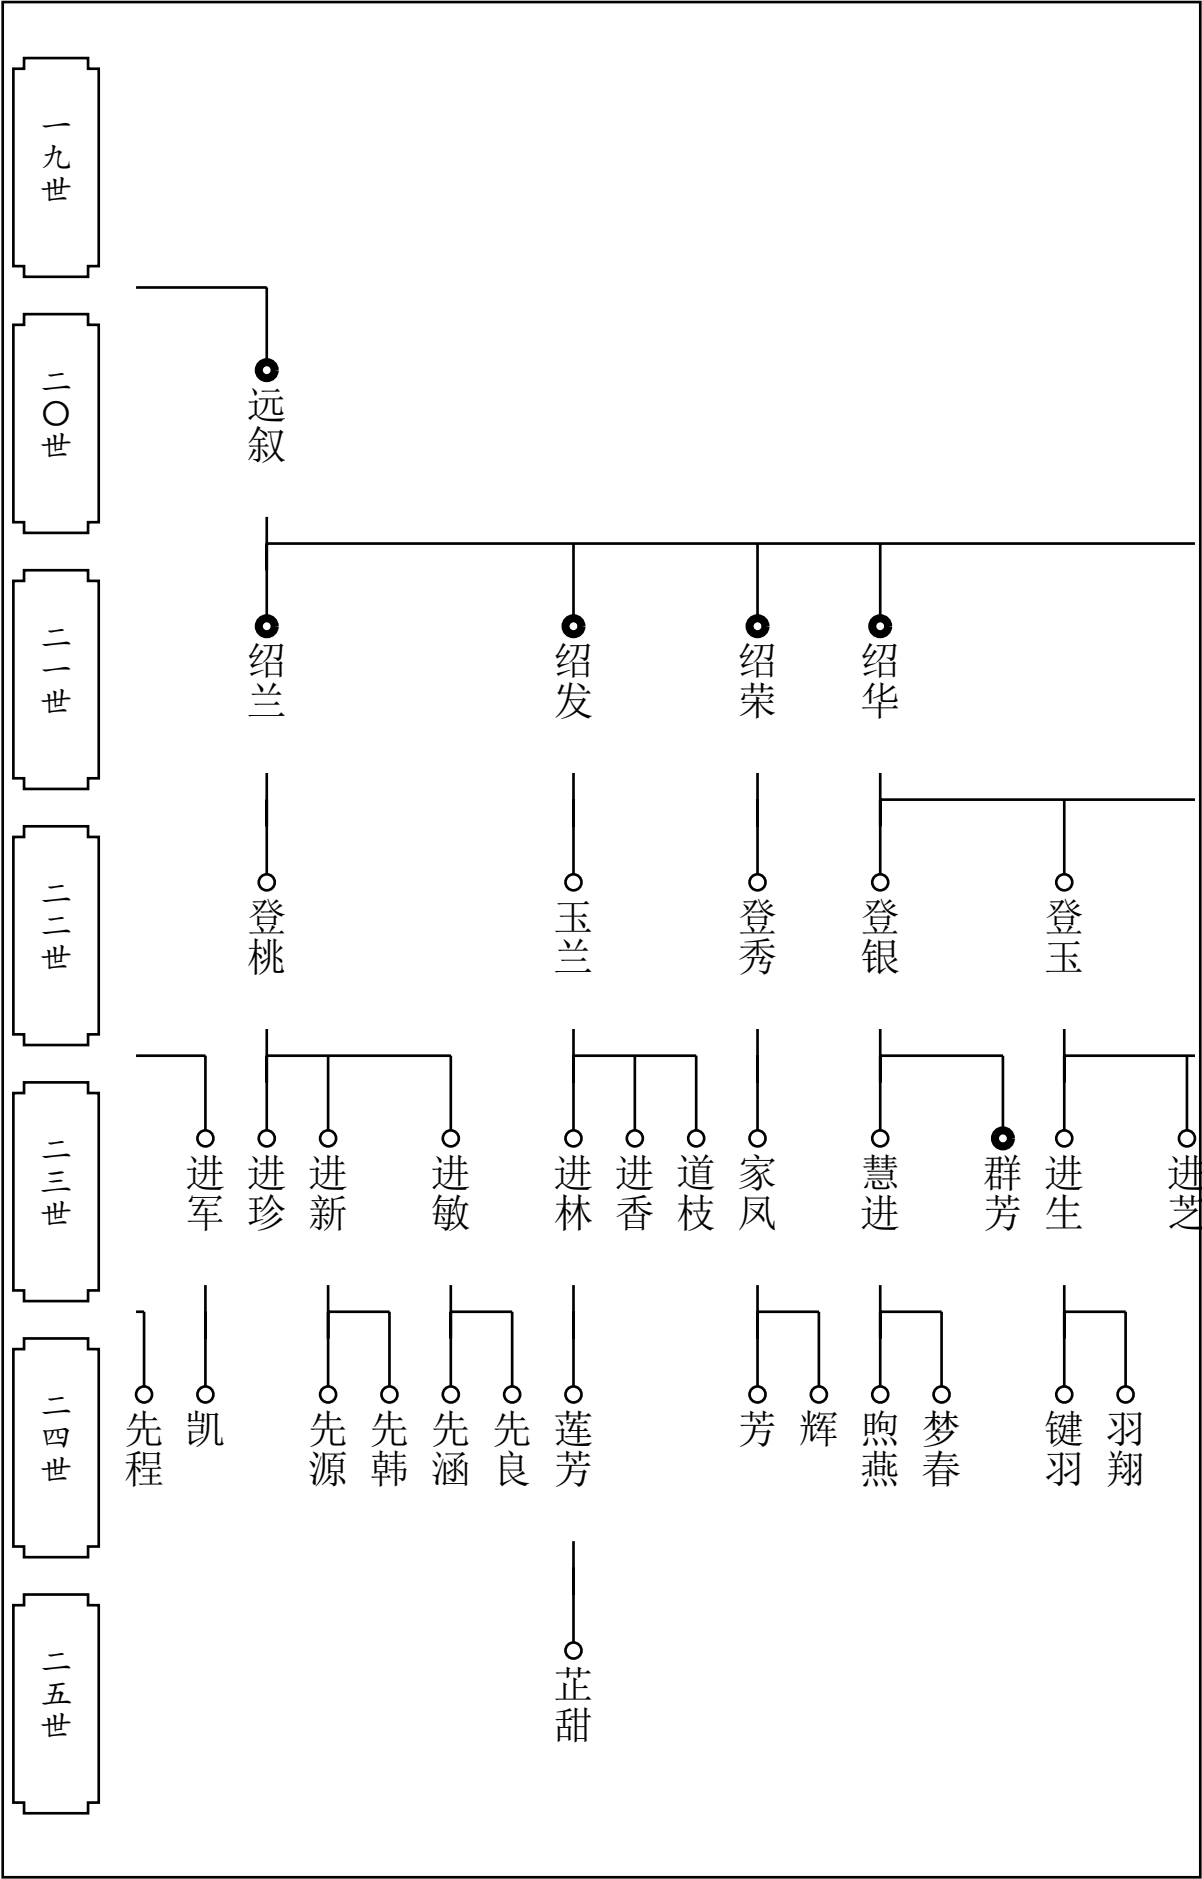 一九世
二〇世
远叙
二一世
绍兰
绍发
绍荣
绍华
二二世
登桃
玉兰
登秀
登银
登玉
二三世
进军
进珍
进新
进敏
进林
进香
道枝
家凤
慧进
群芳
进生
进芝
二四世
先程
凯
先源
先韩
先涵
先良
莲芳
芳
辉
煦燕
梦春
键羽
羽翔
二五世
芷甜